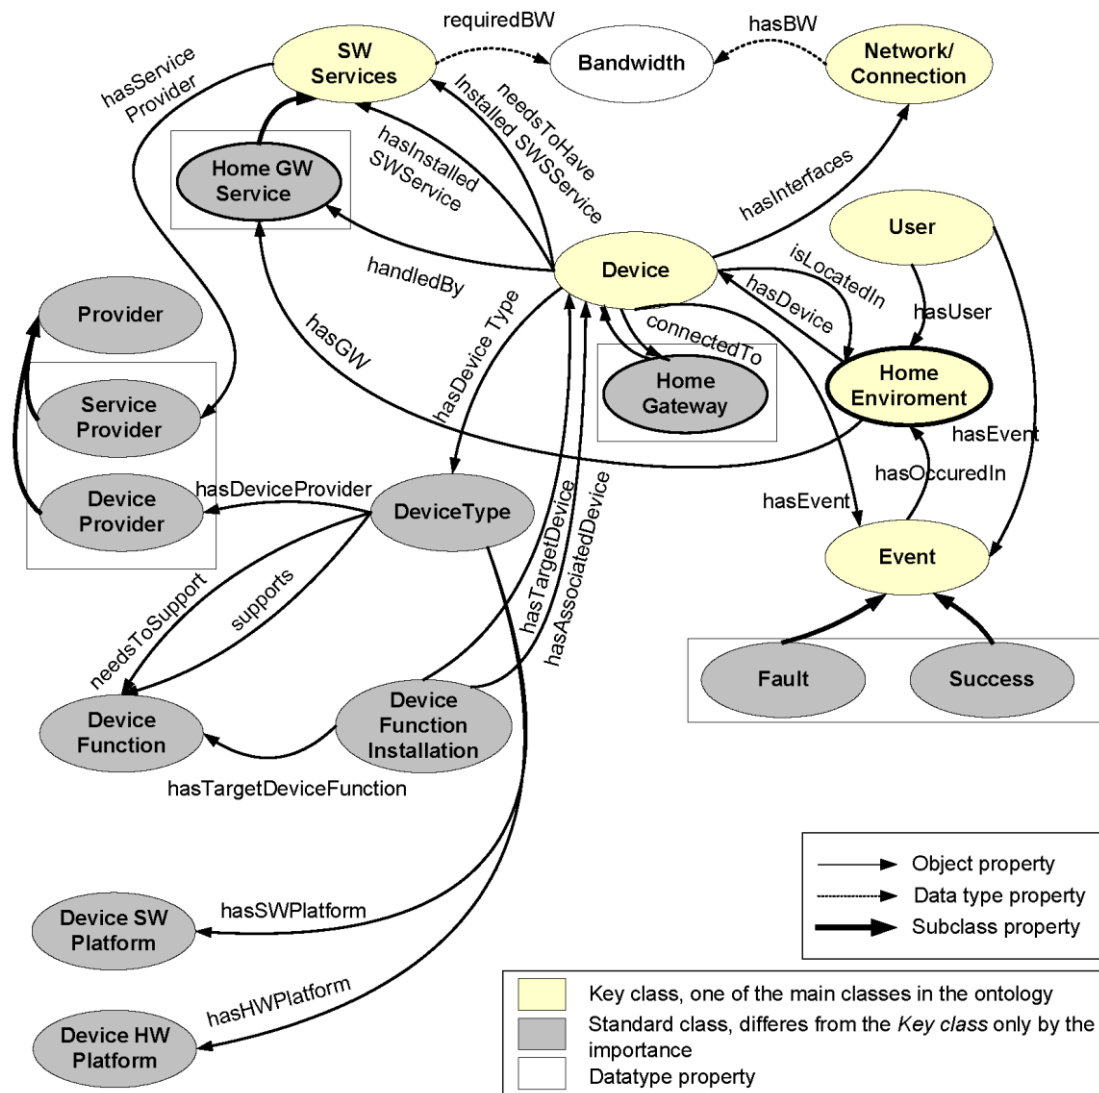 requiredBW
hasBW
SW
Services
Bandwidth
Network/
Connection
hasService
Provider
needsToHave
Installed SWSService
hasInstalled
SWService
Home GW
Service
hasInterfaces
User
handledBy
Device
isLocatedIn
hasDevice
hasUser
Provider
hasGW
hasDevice Type
connectedTo
Home
Gateway
Home
Enviroment
Service
Provider
hasEvent
hasOccuredIn
hasDeviceProvider
Device
Provider
DeviceType
hasEvent
hasTargetDevice
hasAssociatedDevice
Event
needsToSupport
supports
Fault
Success
Device
Function
Device
Function
Installation
hasTargetDeviceFunction
Object property
Data type property
Subclass property
Device SW
Platform
hasSWPlatform
hasHWPlatform
Device HW
Platform
Key class, one of the main classes in the ontology
Standard class, differes from the Key class only by the
importance
Datatype property